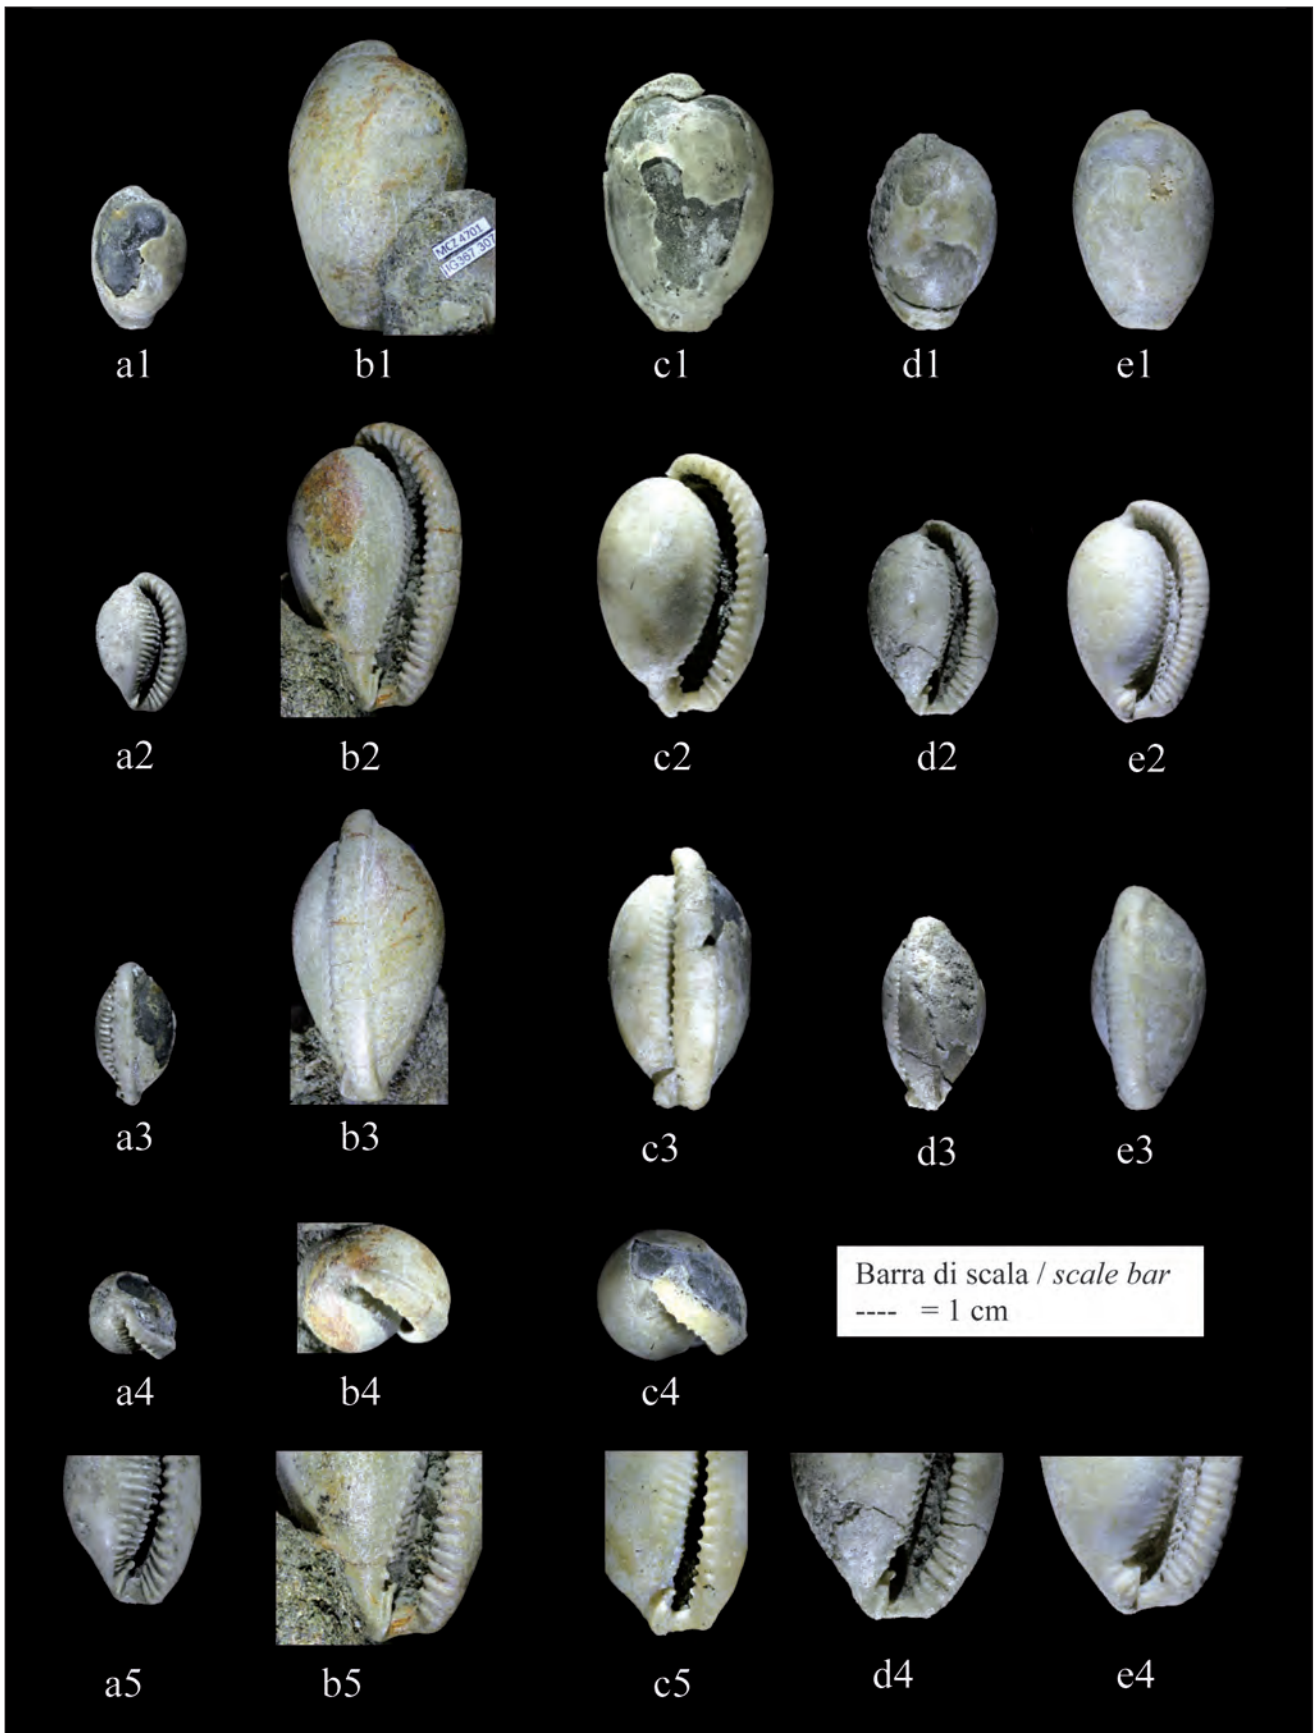 MCZ 4701
IG367 307
a1 b1 c1 d1 e1
a2 b2 c2 d2 e2
a3 b3 c3 d3 e3
Barra di scala / scale bar
---- = 1 cm
a4 b4 c4
a5 b5 c5 d4 e4